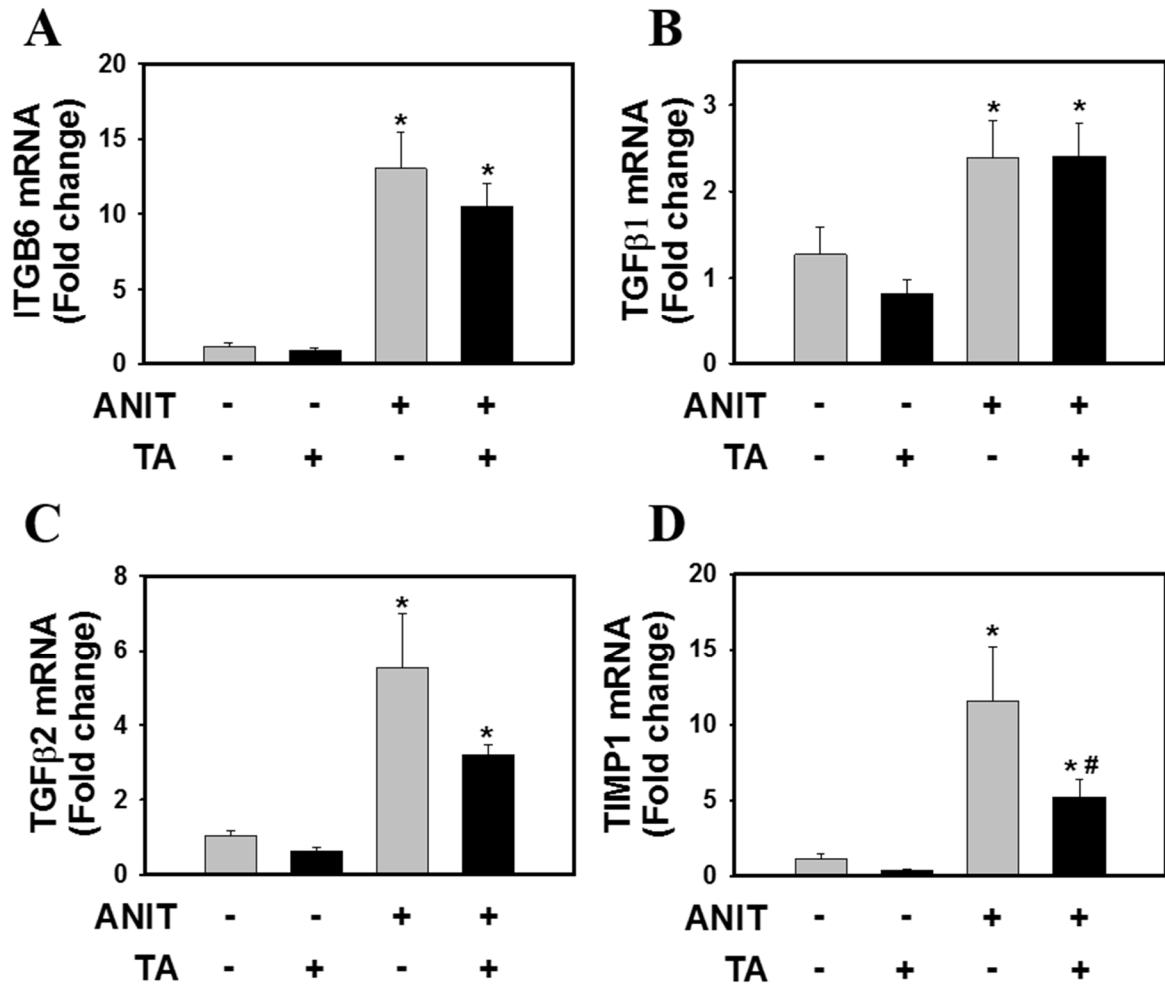 A
ITGB6 mRNA
(Fold change)
20
15
10
5
0
*
*
ANIT - - + +
TA - + - +
B
TGFβ1 mRNA
(Fold change)
3
2
1
0
*
*
ANIT - - + +
TA - + - +
C
TGFβ2 mRNA
(Fold change)
8
6
4
2
0
*
*
ANIT - - + +
TA - + - +
D
TIMP1 mRNA
(Fold change)
20
15
10
5
0
*
* #
ANIT - - + +
TA - + - +